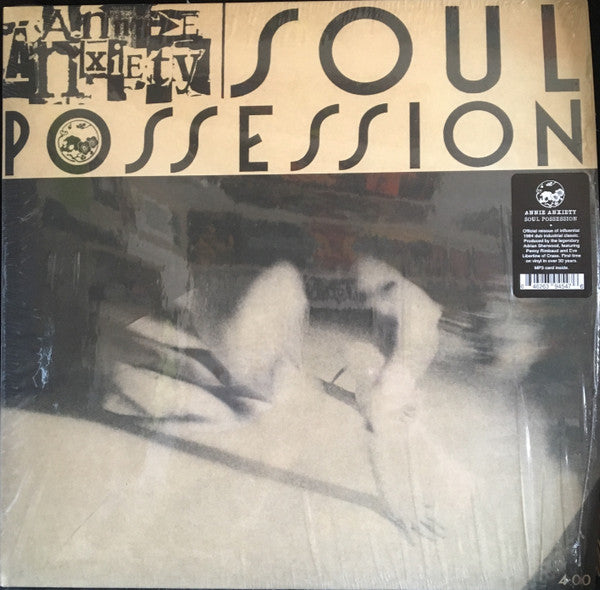 ANNIE
ANXIETY
SOUL
POSSESSION
ANNIE ANXIETY
SOUL POSSESSION
Official reissue of influential
1984 dub industrial classic.
Produced by the legendary
Adrian Sherwood, featuring
Penny Rimbaud and Eve
Libertine of Crass. First time
on vinyl in over 30 years.
MP3 card inside.
4·00